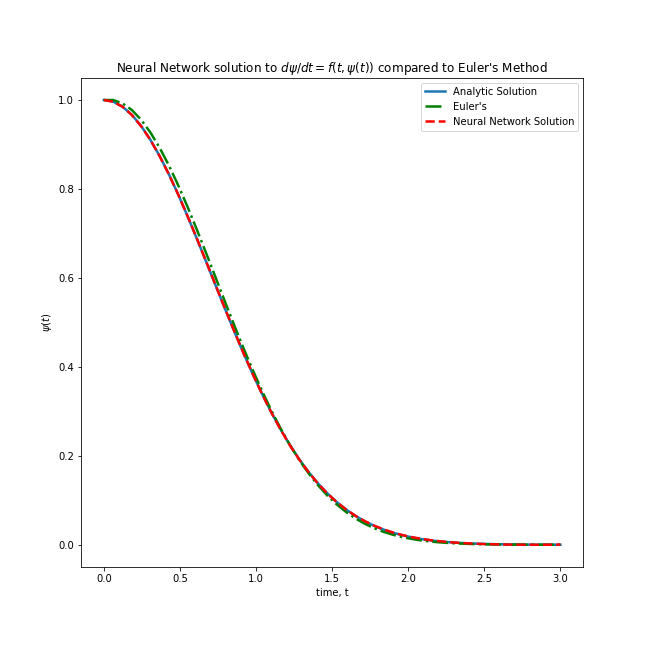 Neural Network solution to dψ/dt = f(t, ψ(t)) compared to Euler's Method
Analytic Solution
Euler's
Neural Network Solution
1.0
0.8
0.6
0.4
0.2
0.0
ψ(t)
0.0 0.5 1.0 1.5 2.0 2.5 3.0
time, t